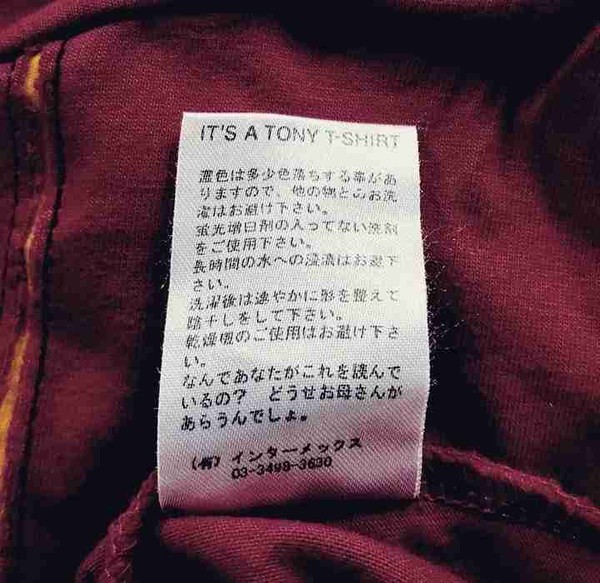 IT'S A TONY T-SHIRT
濃色は多少色落ちする事があ
りますので、他の物とのお洗
濯はお避け下さい。
蛍光増白剤の入ってない洗剤
をご使用下さい。
長時間の水への浸漬はお避下
さい。
洗濯後は速やかに形を整えて
陰干しをして下さい。
乾燥機のご使用はお避け下さ
い。
なんであなたがこれを読んで
いるの? どうせお母さんが
あらうんでしょ。
(有) インターメックス
03-3498-3630